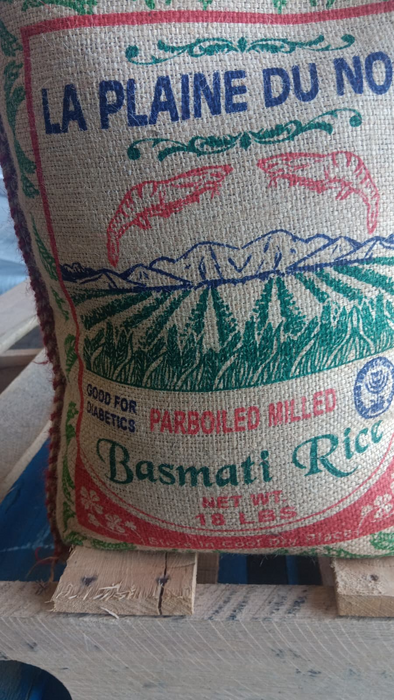 LA PLAINE DU NO
GOOD FOR
DIABETICS
PARBOILED MILLED
Basmati Rice
NET WT.
18 LBS